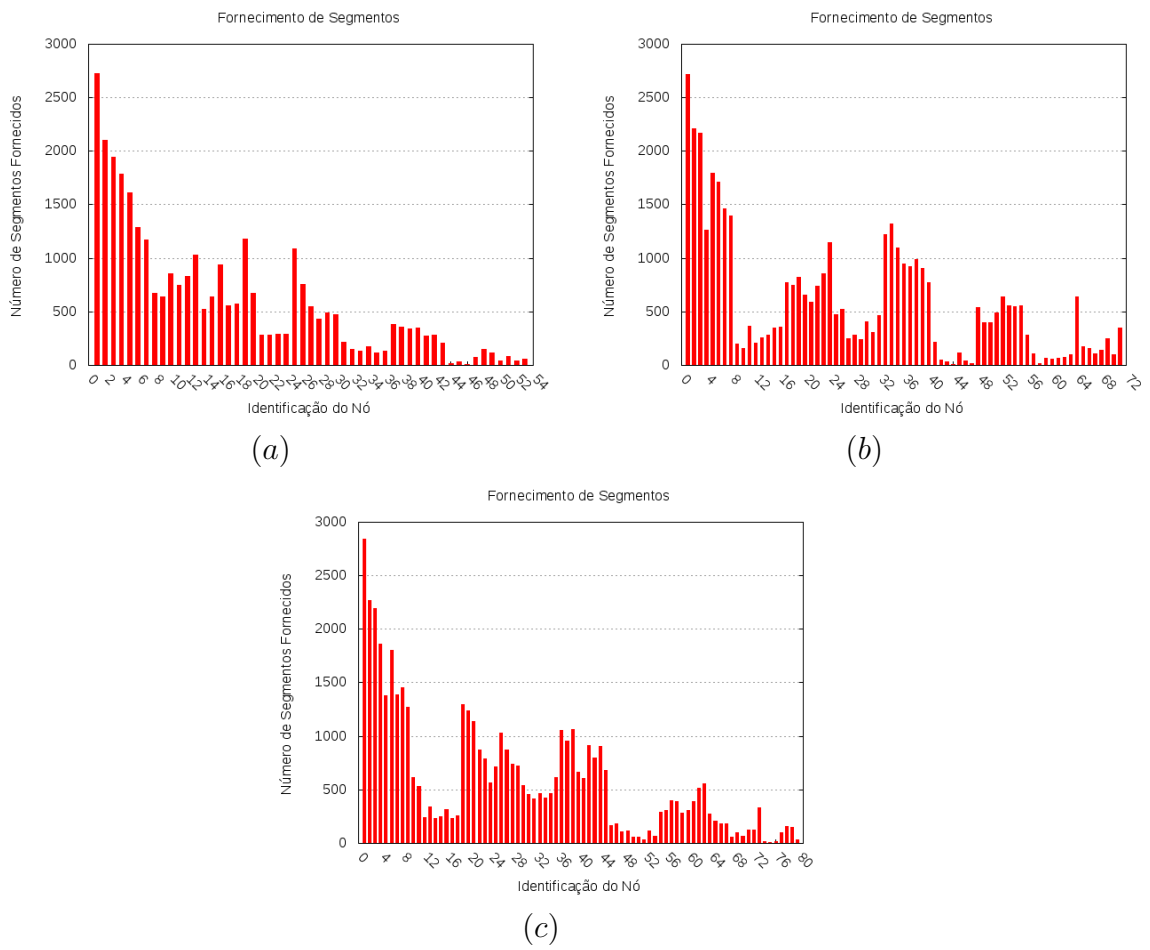 Fornecimento de Segmentos
3000
2500
2000
1500
1000
500
0
Número de Segmentos Fornecidos
0 2 4 6 8 10 12 14 16 18 20 22 24 26 28 30 32 34 36 38 40 42 44 46 48 50 52 54
Identificação do Nó
(a)
Fornecimento de Segmentos
3000
2500
2000
1500
1000
500
0
Número de Segmentos Fornecidos
0 4 8 12 16 20 24 28 32 36 40 44 48 52 56 60 64 68 72
Identificação do Nó
(b)
Fornecimento de Segmentos
3000
2500
2000
1500
1000
500
0
Número de Segmentos Fornecidos
0 4 8 12 16 20 24 28 32 36 40 44 48 52 56 60 64 68 72 76 80
Identificação do Nó
(c)